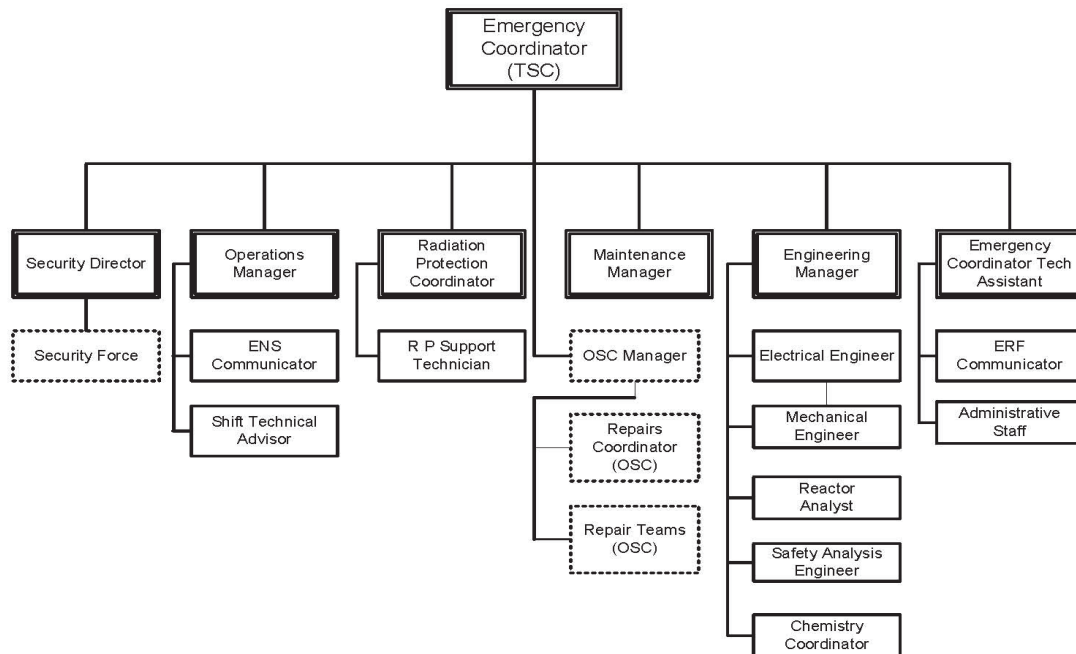 Emergency
Coordinator
(TSC)
Security Director
Operations
Manager
Radiation
Protection
Coordinator
Maintenance
Manager
Engineering
Manager
Emergency
Coordinator Tech
Assistant
Security Force
ENS
Communicator
R P Support
Technician
OSC Manager
Electrical Engineer
ERF
Communicator
Shift Technical
Advisor
Repairs
Coordinator
(OSC)
Mechanical
Engineer
Administrative
Staff
Reactor
Analyst
Repair Teams
(OSC)
Safety Analysis
Engineer
Chemistry
Coordinator